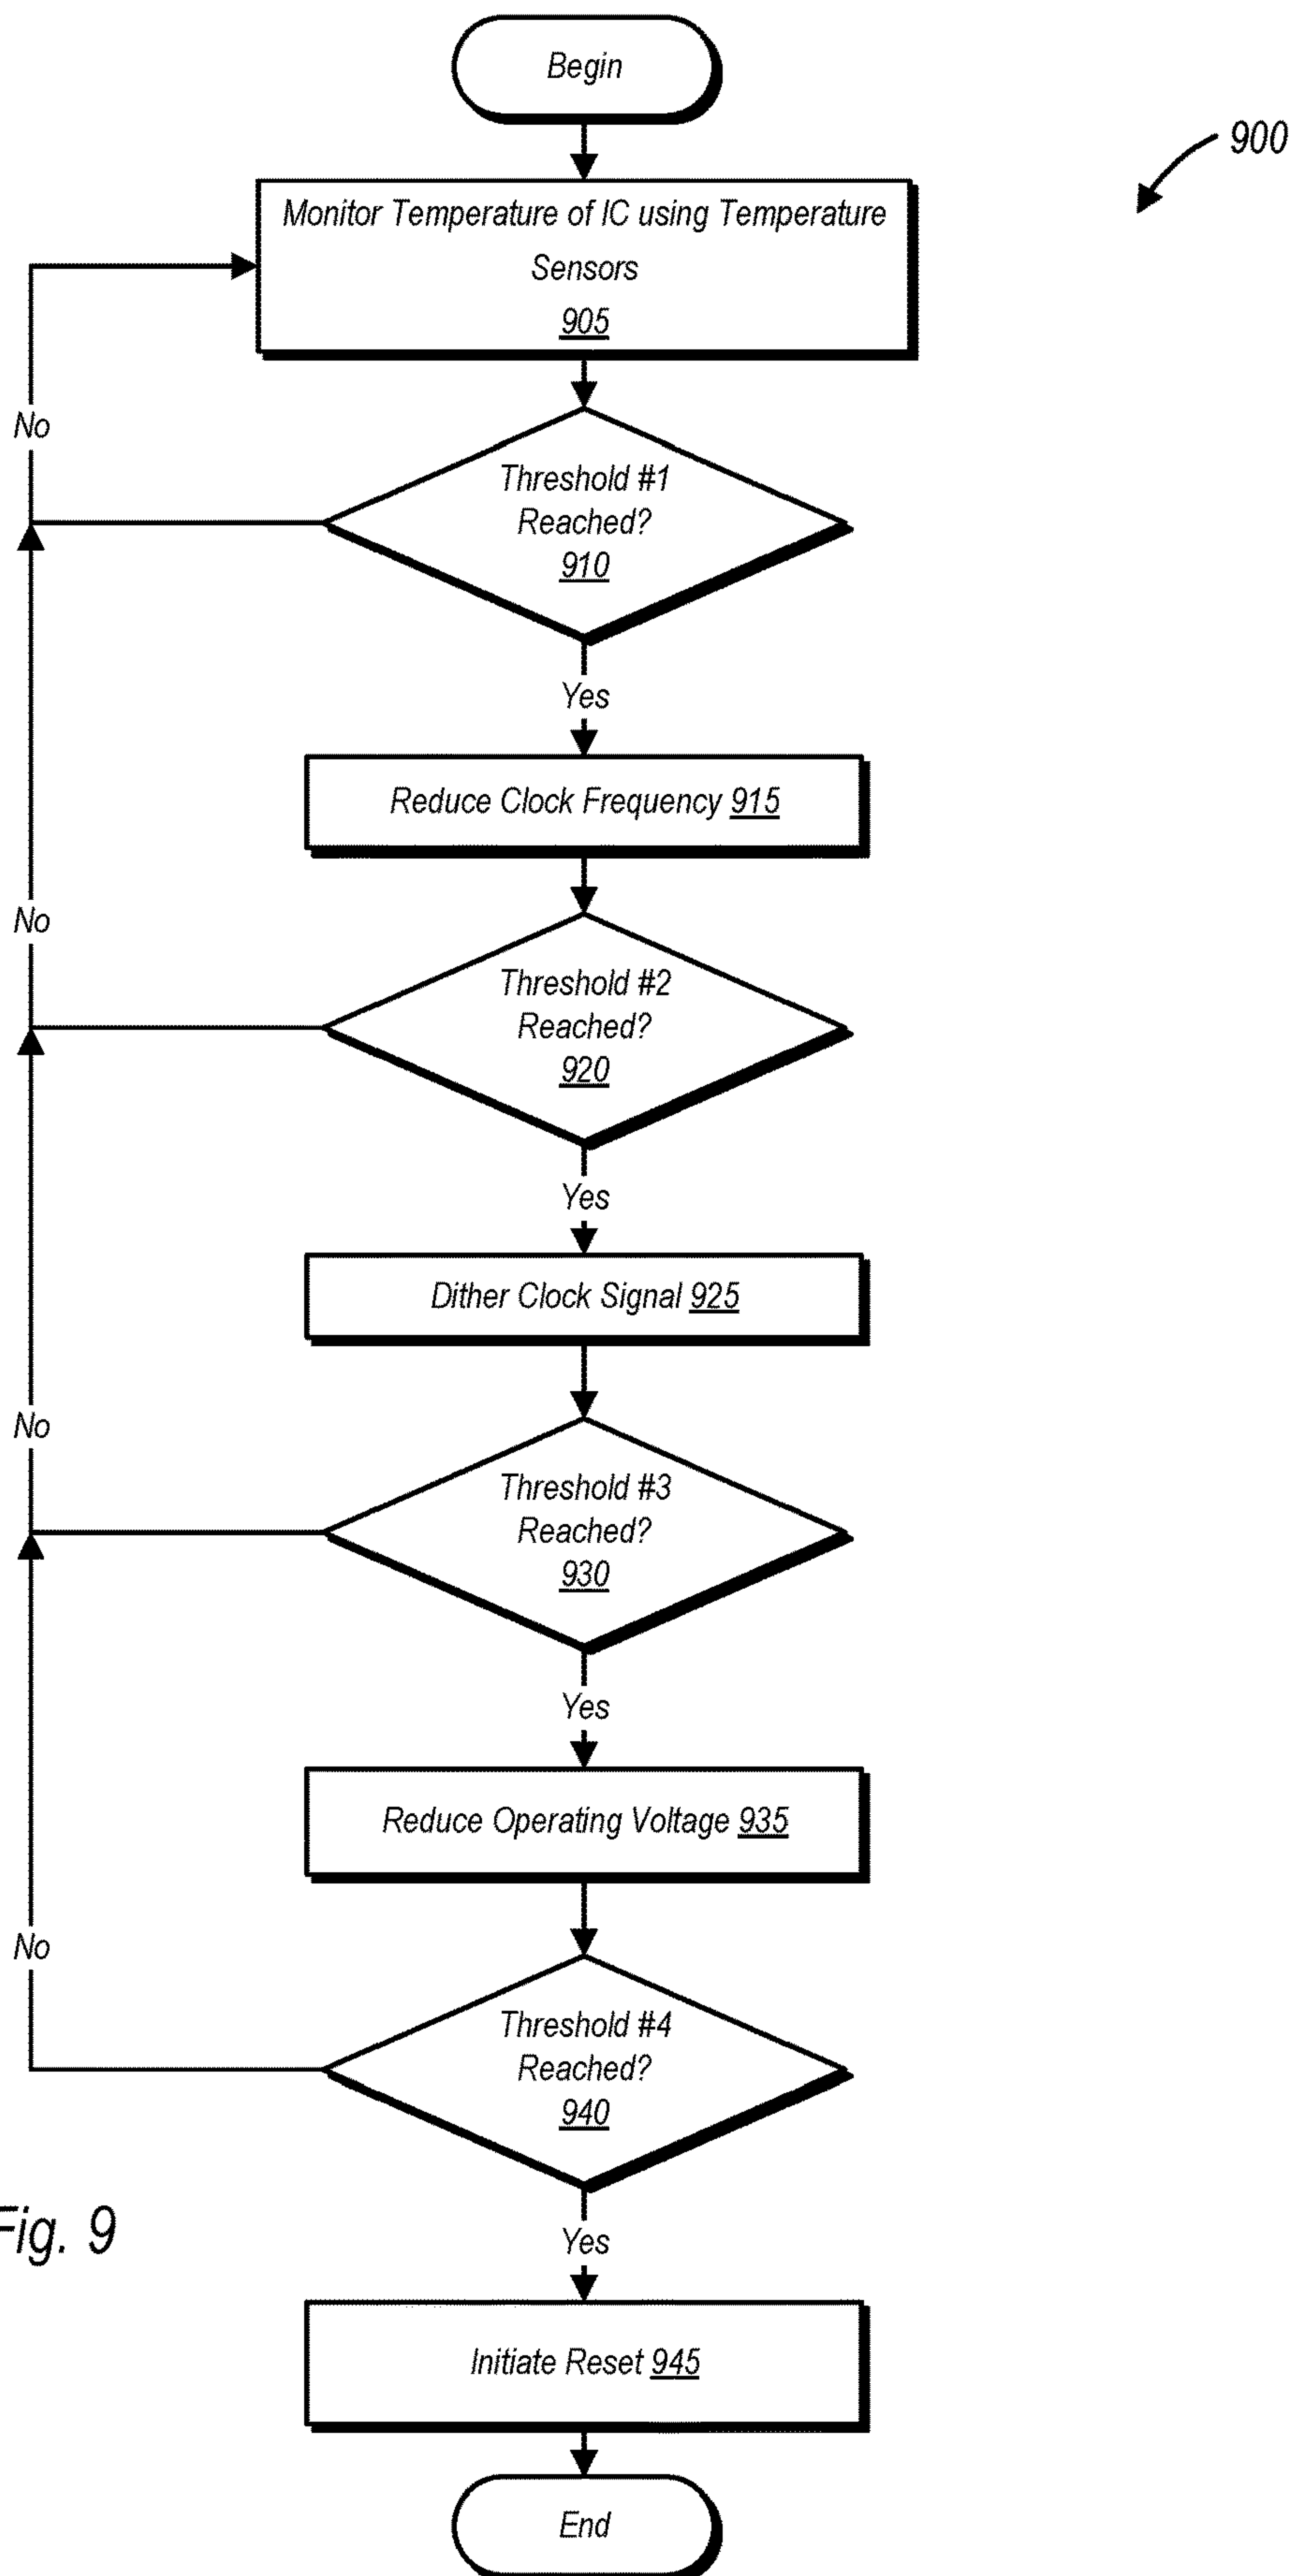 Begin
900
Monitor Temperature of IC using Temperature
Sensors
905
No
Threshold #1
Reached?
910
Yes
Reduce Clock Frequency 915
No
Threshold #2
Reached?
920
Yes
Dither Clock Signal 925
No
Threshold #3
Reached?
930
Yes
Reduce Operating Voltage 935
No
Threshold #4
Reached?
940
Fig. 9
Yes
Initiate Reset 945
End